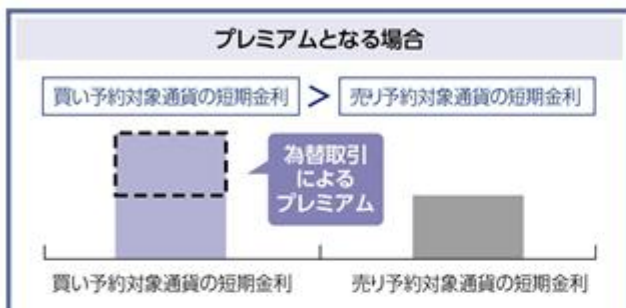 プレミアムとなる場合
買い予約対象通貨の短期金利 > 売り予約対象通貨の短期金利
為替取引
による
プレミアム
買い予約対象通貨の短期金利 売り予約対象通貨の短期金利